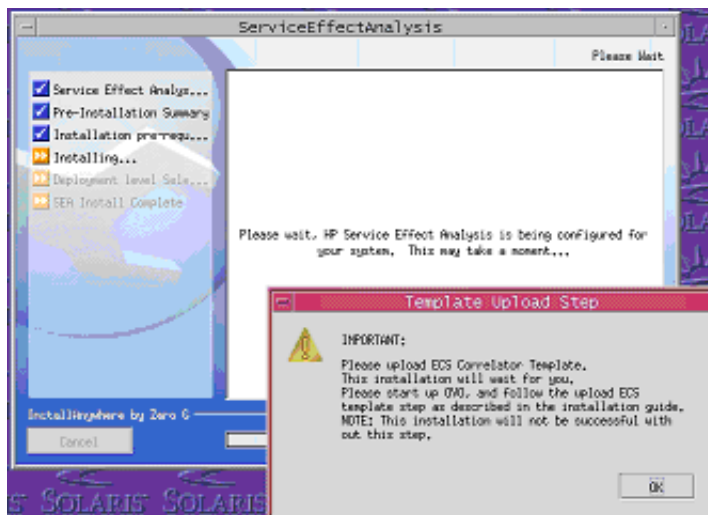 ServiceEffectAnalysis
Please Wait
Service Effect Analys...
Pre-Installation Summary
Installation pre-requ...
Installing...
Deployment level Sele...
SEA Install Complete
Please wait, HP Service Effect Analysis is being configured for
your system. This may take a moment...
InstallAnywhere by Zero G
Cancel
Template Upload Step
IMPORTANT:
Please upload ECS Correlator Template.
This installation will wait for you.
Please start up OVO, and follow the upload ECS
template step as described in the installation guide.
NOTE: This installation will not be successful with
out this step.
OK
SOLARIS SOLARIS